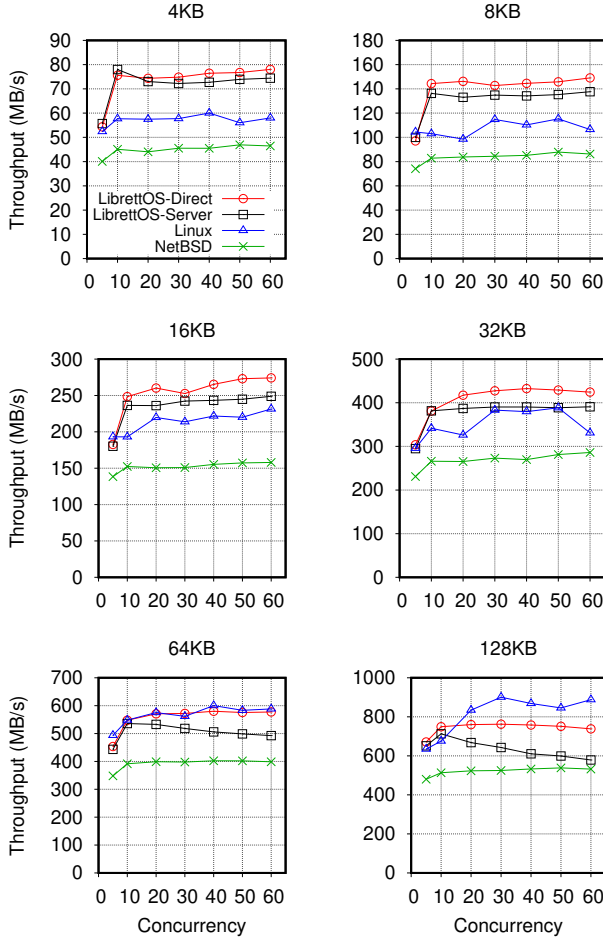 4KB
Throughput (MB/s)
90
80
70
60
50
40
30
20
10
0
LibrettOS-Direct
LibrettOS-Server
Linux
NetBSD
0 10 20 30 40 50 60
8KB
180
160
140
120
100
80
60
40
20
0
0 10 20 30 40 50 60
16KB
Throughput (MB/s)
300
250
200
150
100
50
0
0 10 20 30 40 50 60
32KB
500
400
300
200
100
0
0 10 20 30 40 50 60
64KB
Throughput (MB/s)
700
600
500
400
300
200
100
0
0 10 20 30 40 50 60
Concurrency
128KB
1000
800
600
400
200
0
0 10 20 30 40 50 60
Concurrency